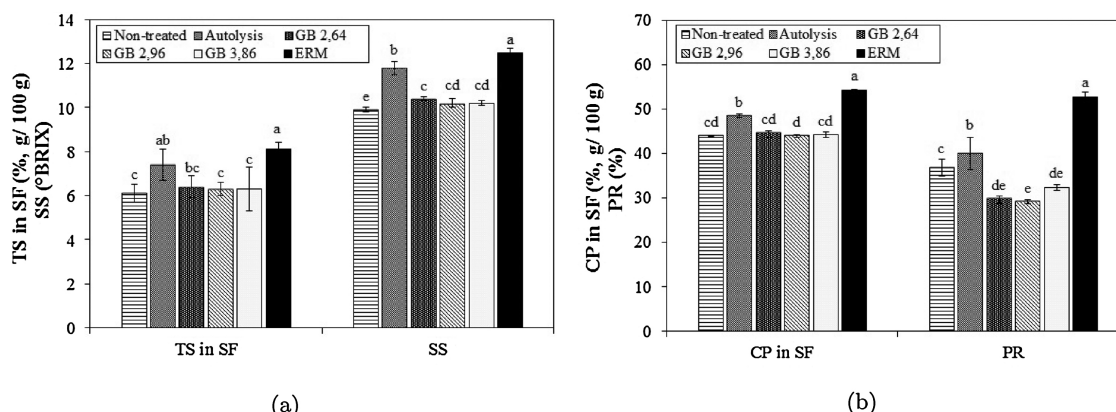 TS in SF (%, g/ 100 g)
SS (°BRIX)
14
12
10
8
6
4
2
0
Non-treated Autolysis GB 2,64
GB 2,96 GB 3,86 ERM
c ab bc c c a
e b c cd cd a
TS in SF SS
(a)
CP in SF (%, g/ 100 g)
PR (%)
70
60
50
40
30
20
10
0
Non-treated Autolysis GB 2,64
GB 2,96 GB 3,86 ERM
cd b cd d cd a
c b de e de a
CP in SF PR
(b)